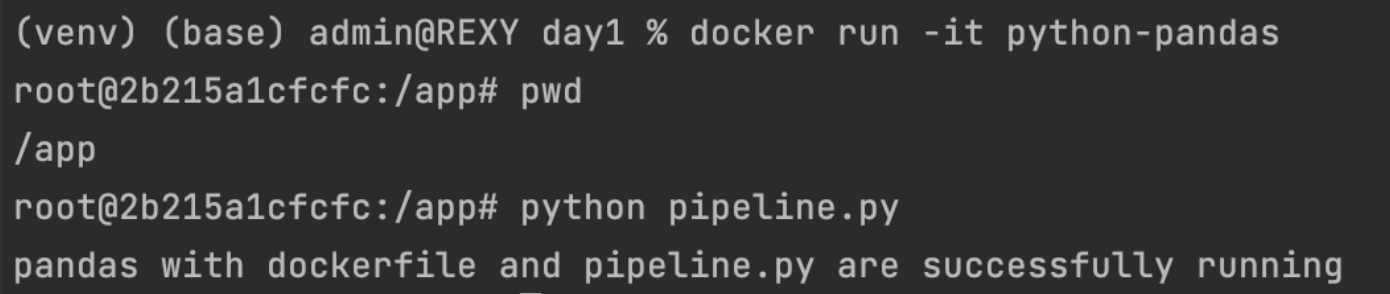 (venv) (base) admin@REXY day1 % docker run -it python-pandas
root@2b215a1cfcfc:/app# pwd
/app
root@2b215a1cfcfc:/app# python pipeline.py
pandas with dockerfile and pipeline.py are successfully running